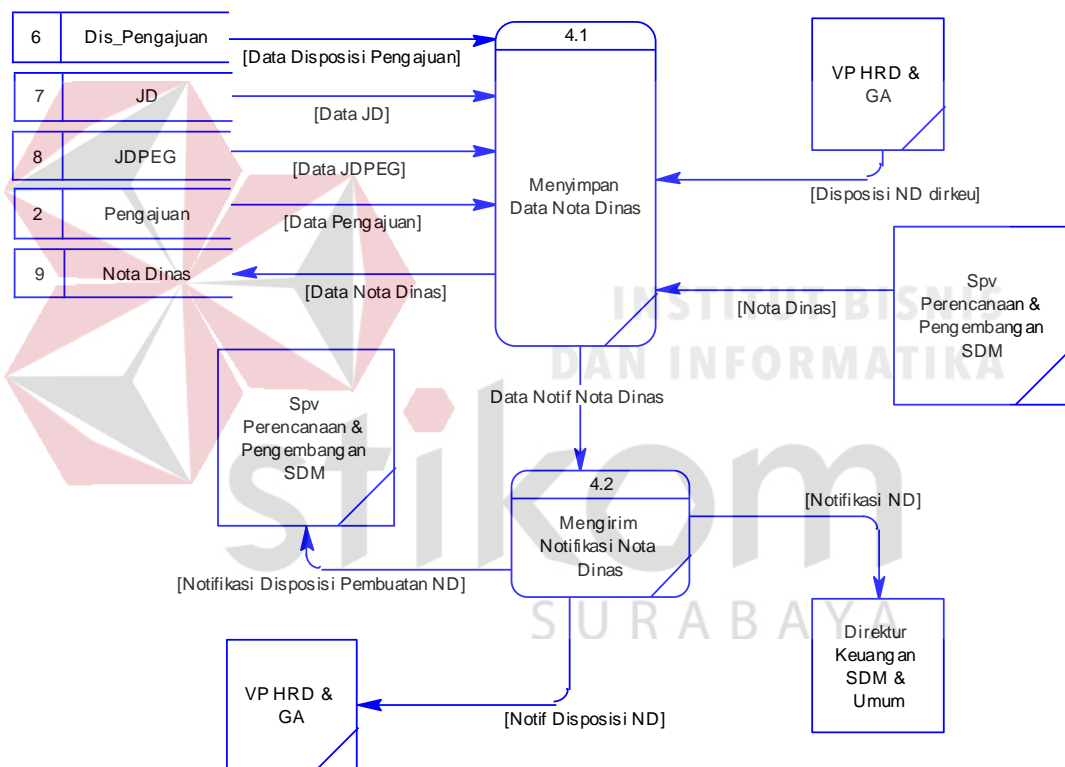 6 Dis_Pengajuan
[Data Disposisi Pengajuan]
7 JD
[Data JD]
8 JDPEG
[Data JDPEG]
2 Pengajuan
[Data Pengajuan]
9 Nota Dinas
[Data Nota Dinas]
4.1
Menyimpan
Data Nota Dinas
VP HRD &
GA
[Disposisi ND dirkeu]
Spv
Perencanaan &
Pengembangan
SDM
[Nota Dinas]
INSTITUT BISNIS
DAN INFORMATIKA
Data Notif Nota Dinas
Spv
Perencanaan &
Pengembangan
SDM
stikom
SURABAYA
4.2
Mengirim
Notifikasi Nota
Dinas
[Notifikasi ND]
[Notifikasi Disposisi Pembuatan ND]
Direktur
Keuangan
SDM &
Umum
VP HRD &
GA
[Notif Disposisi ND]